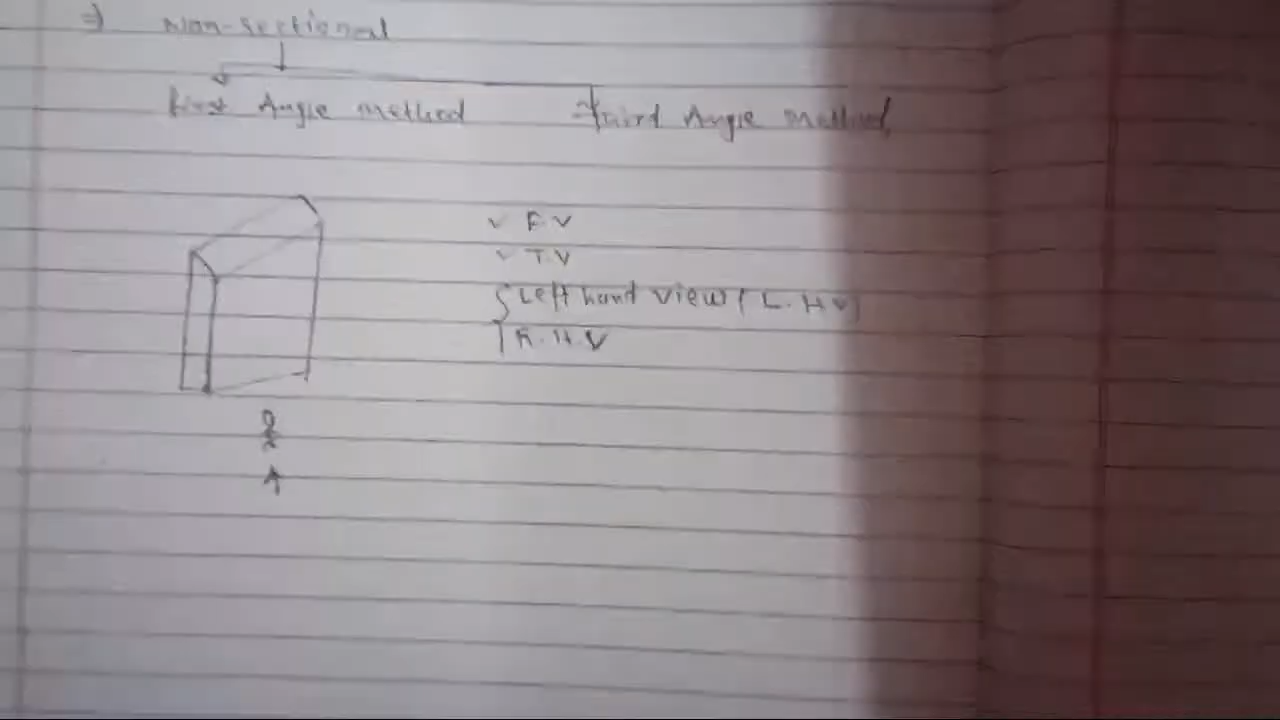 ⇒ Non-sectional
First Angle method → Third Angle Method
✓ F.V
✓ T.V
Left hand view (L.H.V)
R.H.V